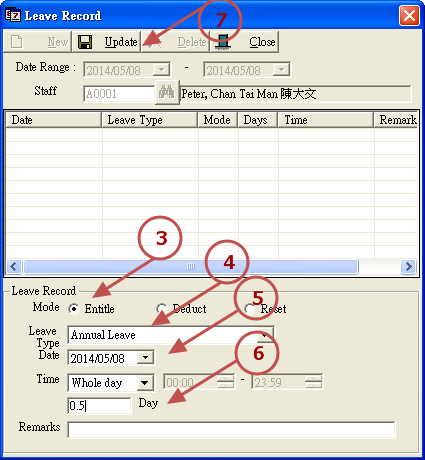 Leave Record
New Update Delete Close
7
Date Range : 2014/05/08 - 2014/05/08
Staff A0001 Peter, Chan Tai Man 陳大文
Date Leave Type Mode Days Time Remark
3
4
Leave Record
Mode Entitle Deduct Reset
5
Leave Type Annual Leave
Date 2014/05/08
6
Time Whole day 00:00 - 23:59
0.5 Day
Remarks